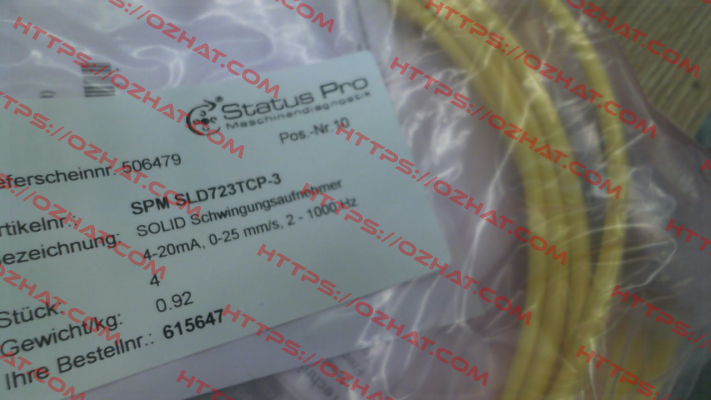 Status Pro
Maschinendiagnostik
Pos.-Nr.10
eferscheinnr.:506479
rtikelnr.: SPM SLD723TCP-3
ezeichnung: SOLID Schwingungsaufnehmer
4-20mA, 0-25 mm/s, 2 - 1000 Hz
Stück: 4
Gewicht/kg: 0.92
Ihre Bestellnr.: 615647
HTTPS://OZHAT.COM